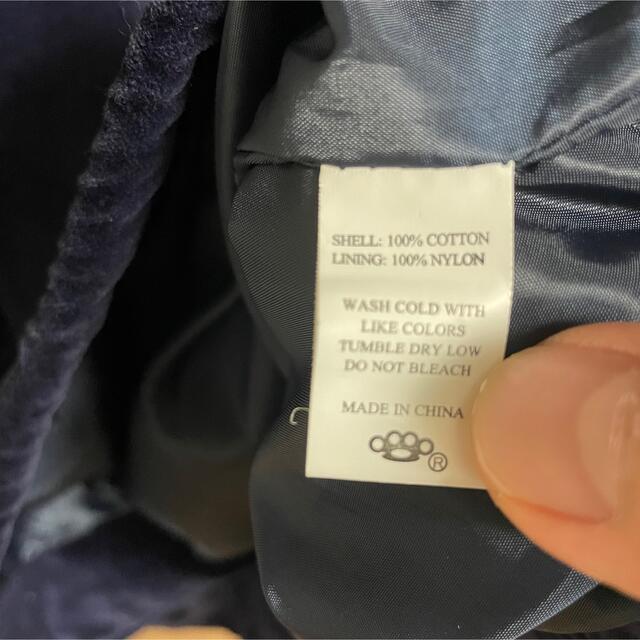 SHELL: 100% COTTON
LINING: 100% NYLON
WASH COLD WITH
LIKE COLORS
TUMBLE DRY LOW
DO NOT BLEACH
MADE IN CHINA
®